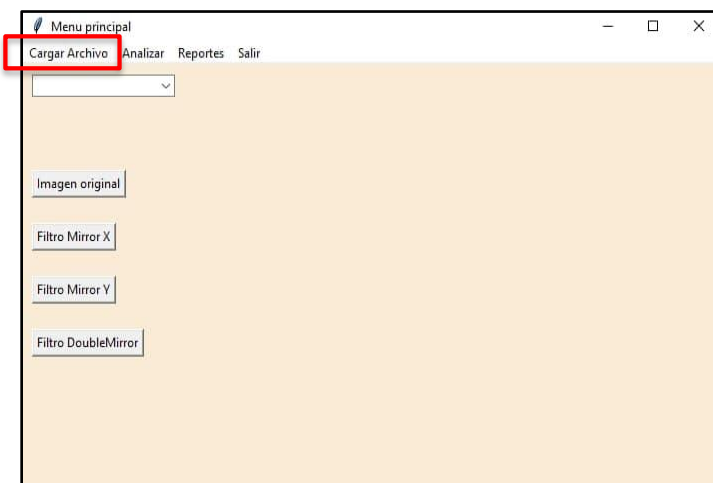 Menu principal
Cargar Archivo Analizar Reportes Salir
Imagen original
Filtro Mirror X
Filtro Mirror Y
Filtro DoubleMirror